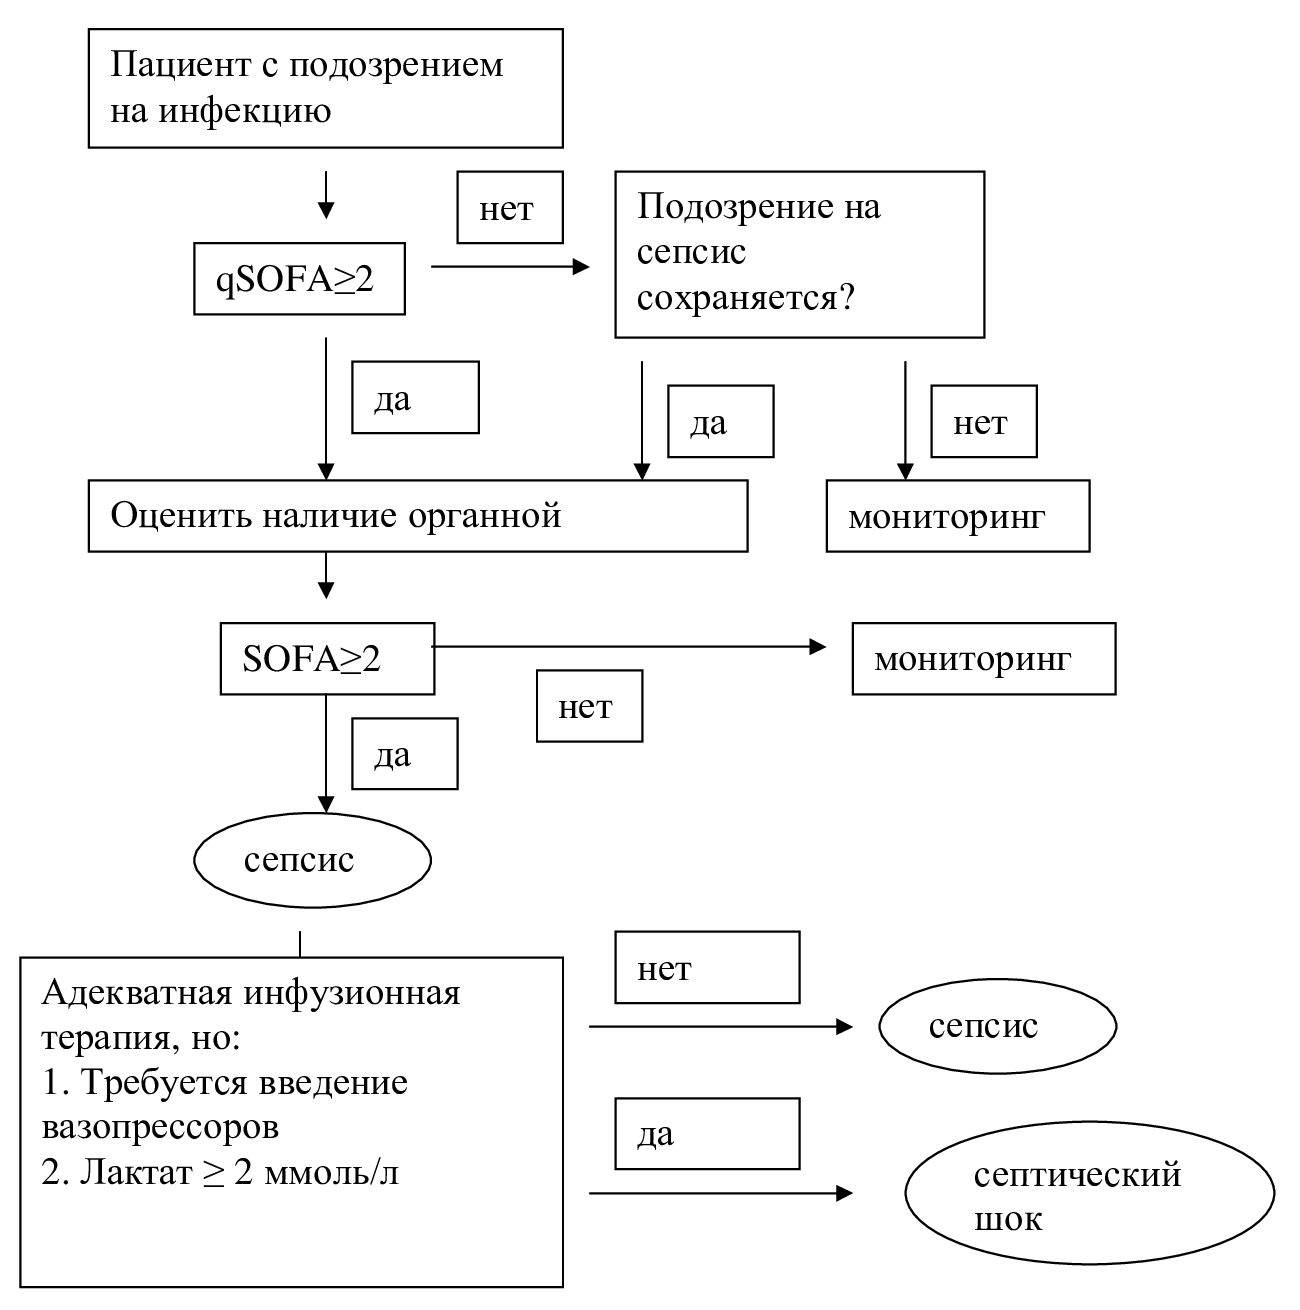 Пациент с подозрением
на инфекцию
нет
Подозрение на
сепсис
сохраняется?
qSOFA≥2
да
да
нет
Оценить наличие органной
мониторинг
SOFA≥2
мониторинг
нет
да
сепсис
Адекватная инфузионная
терапия, но:
1. Требуется введение
вазопрессоров
2. Лактат ≥ 2 ммоль/л
нет
сепсис
да
септический
шок